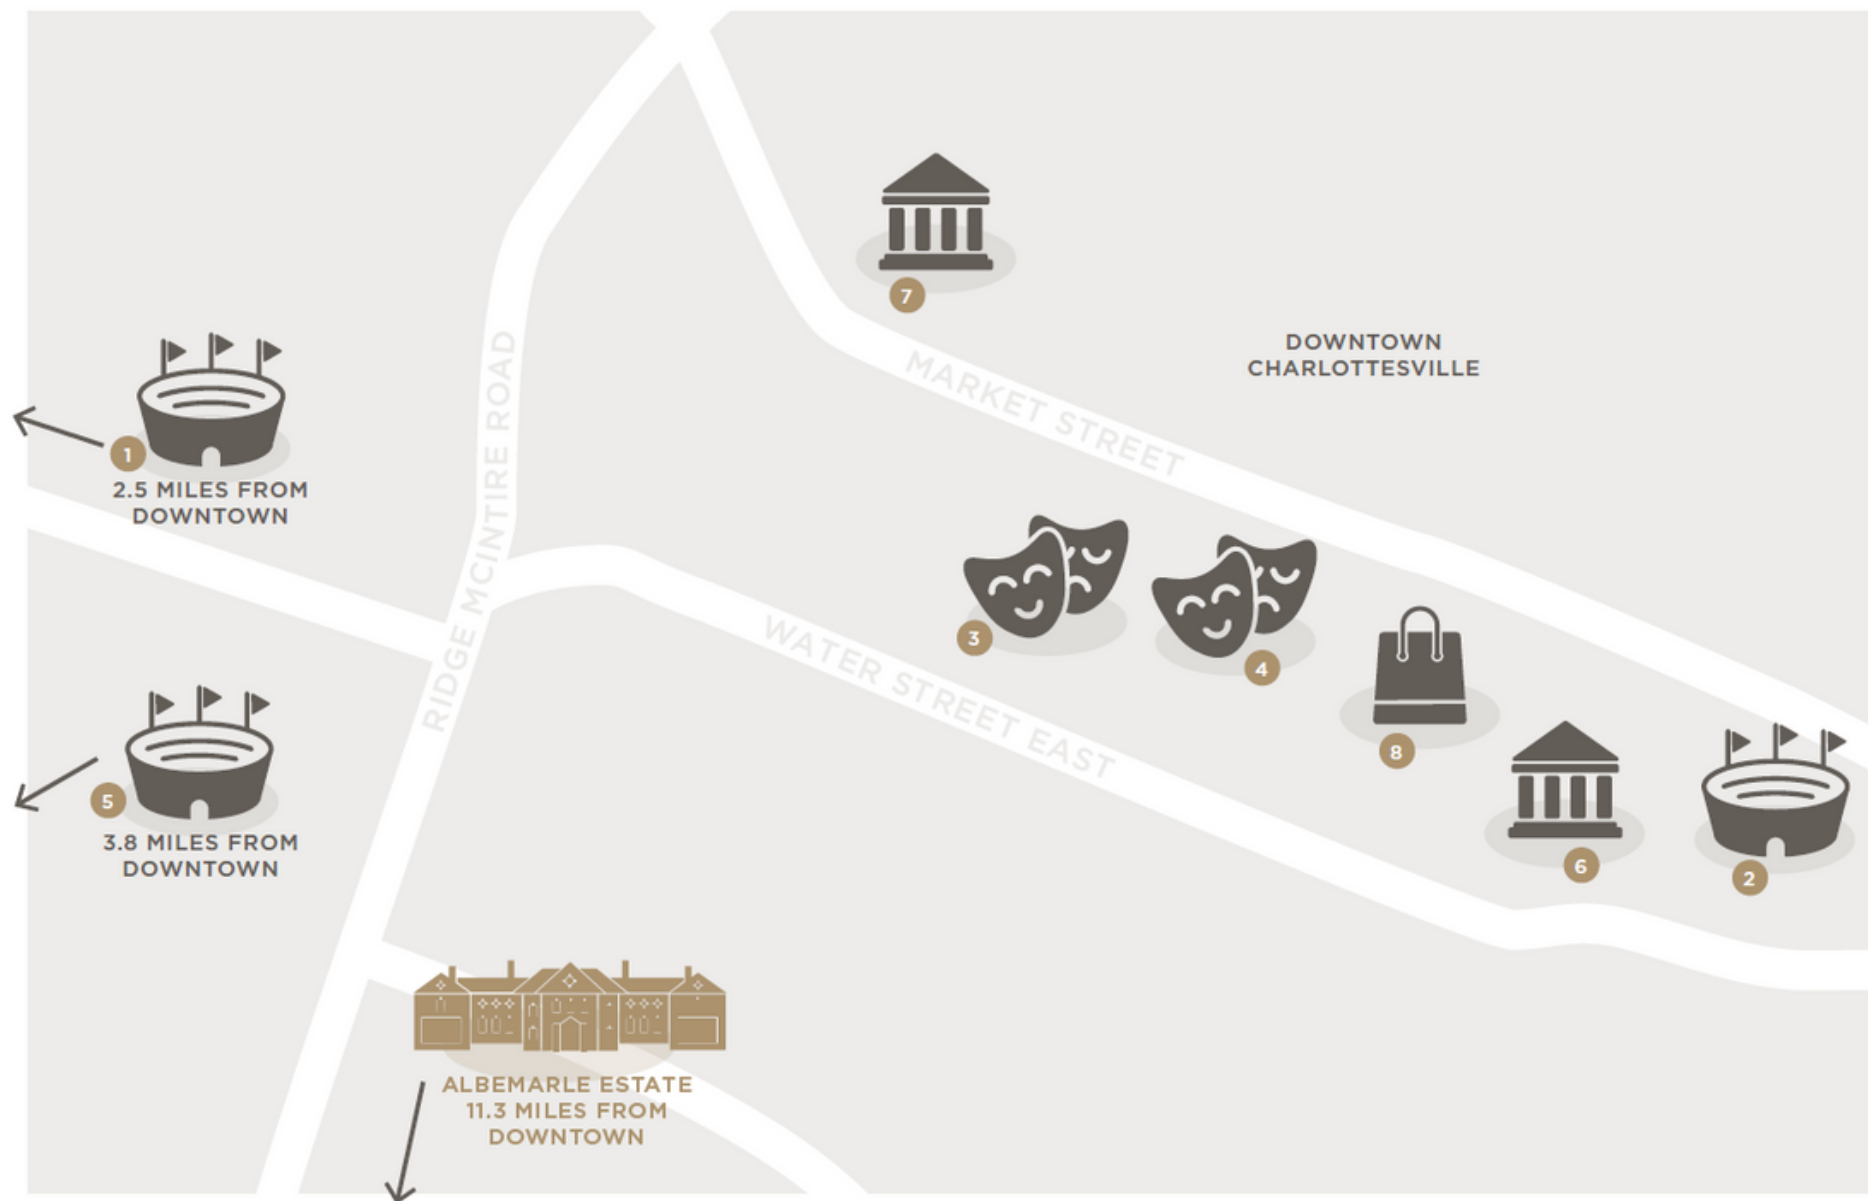 7
DOWNTOWN
CHARLOTTESVILLE
MARKET STREET
RIDGE MCINTIRE ROAD
1
2.5 MILES FROM
DOWNTOWN
3
4
WATER STREET EAST
8
5
3.8 MILES FROM
DOWNTOWN
6
2
ALBEMARLE ESTATE
11.3 MILES FROM
DOWNTOWN